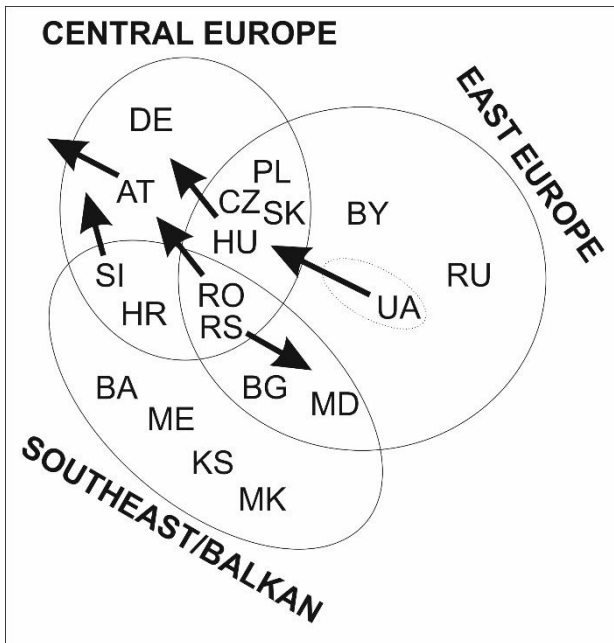 CENTRAL EUROPE
EAST EUROPE
DE
PL
AT
CZ
SK
BY
HU
SI
RO
RU
HR
RS
UA
BA
BG
MD
ME
KS
MK
SOUTHEAST/BALKAN